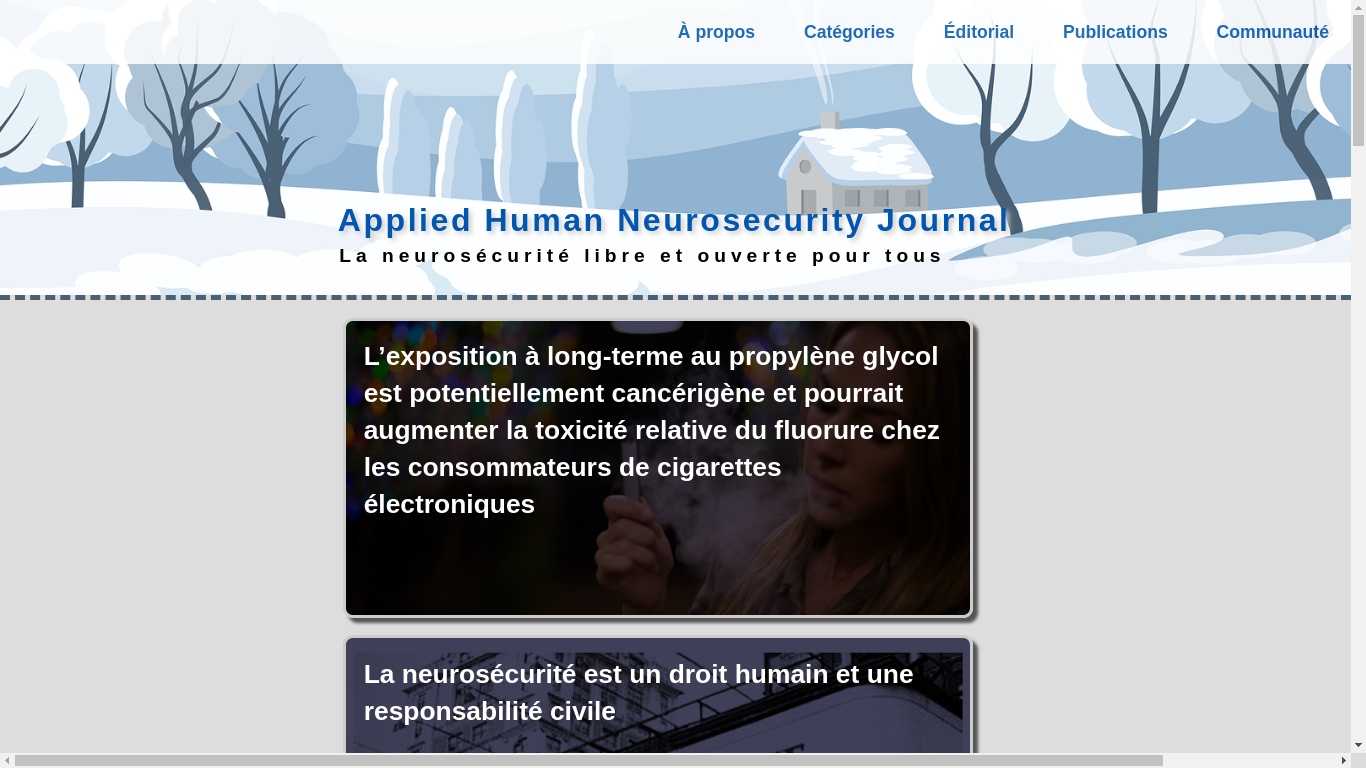 À propos Catégories Éditorial Publications Communauté
Applied Human Neurosecurity Journal
La neurosécurité libre et ouverte pour tous
L’exposition à long-terme au propylène glycol
est potentiellement cancérigène et pourrait
augmenter la toxicité relative du fluorure chez
les consommateurs de cigarettes
électroniques
La neurosécurité est un droit humain et une
responsabilité civile